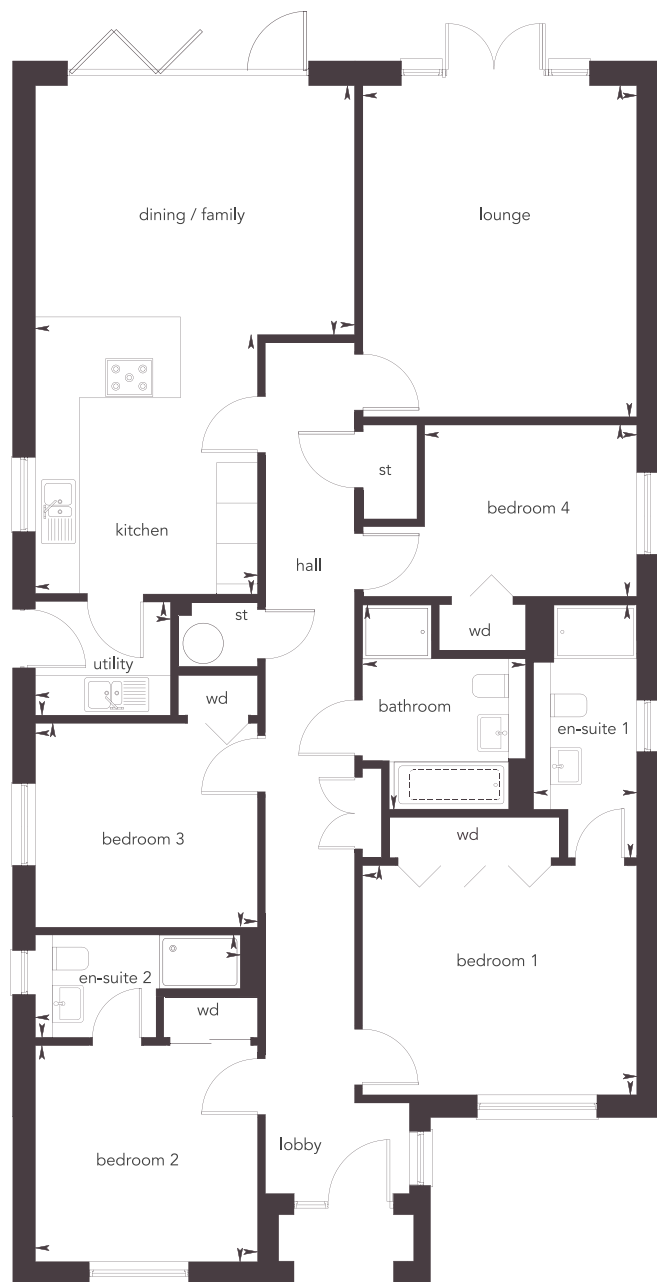 dining / family
lounge
st
bedroom 4
kitchen
hall
st
wd
utility
wd
bathroom
en-suite 1
bedroom 3
wd
bedroom 1
en-suite 2
wd
lobby
bedroom 2